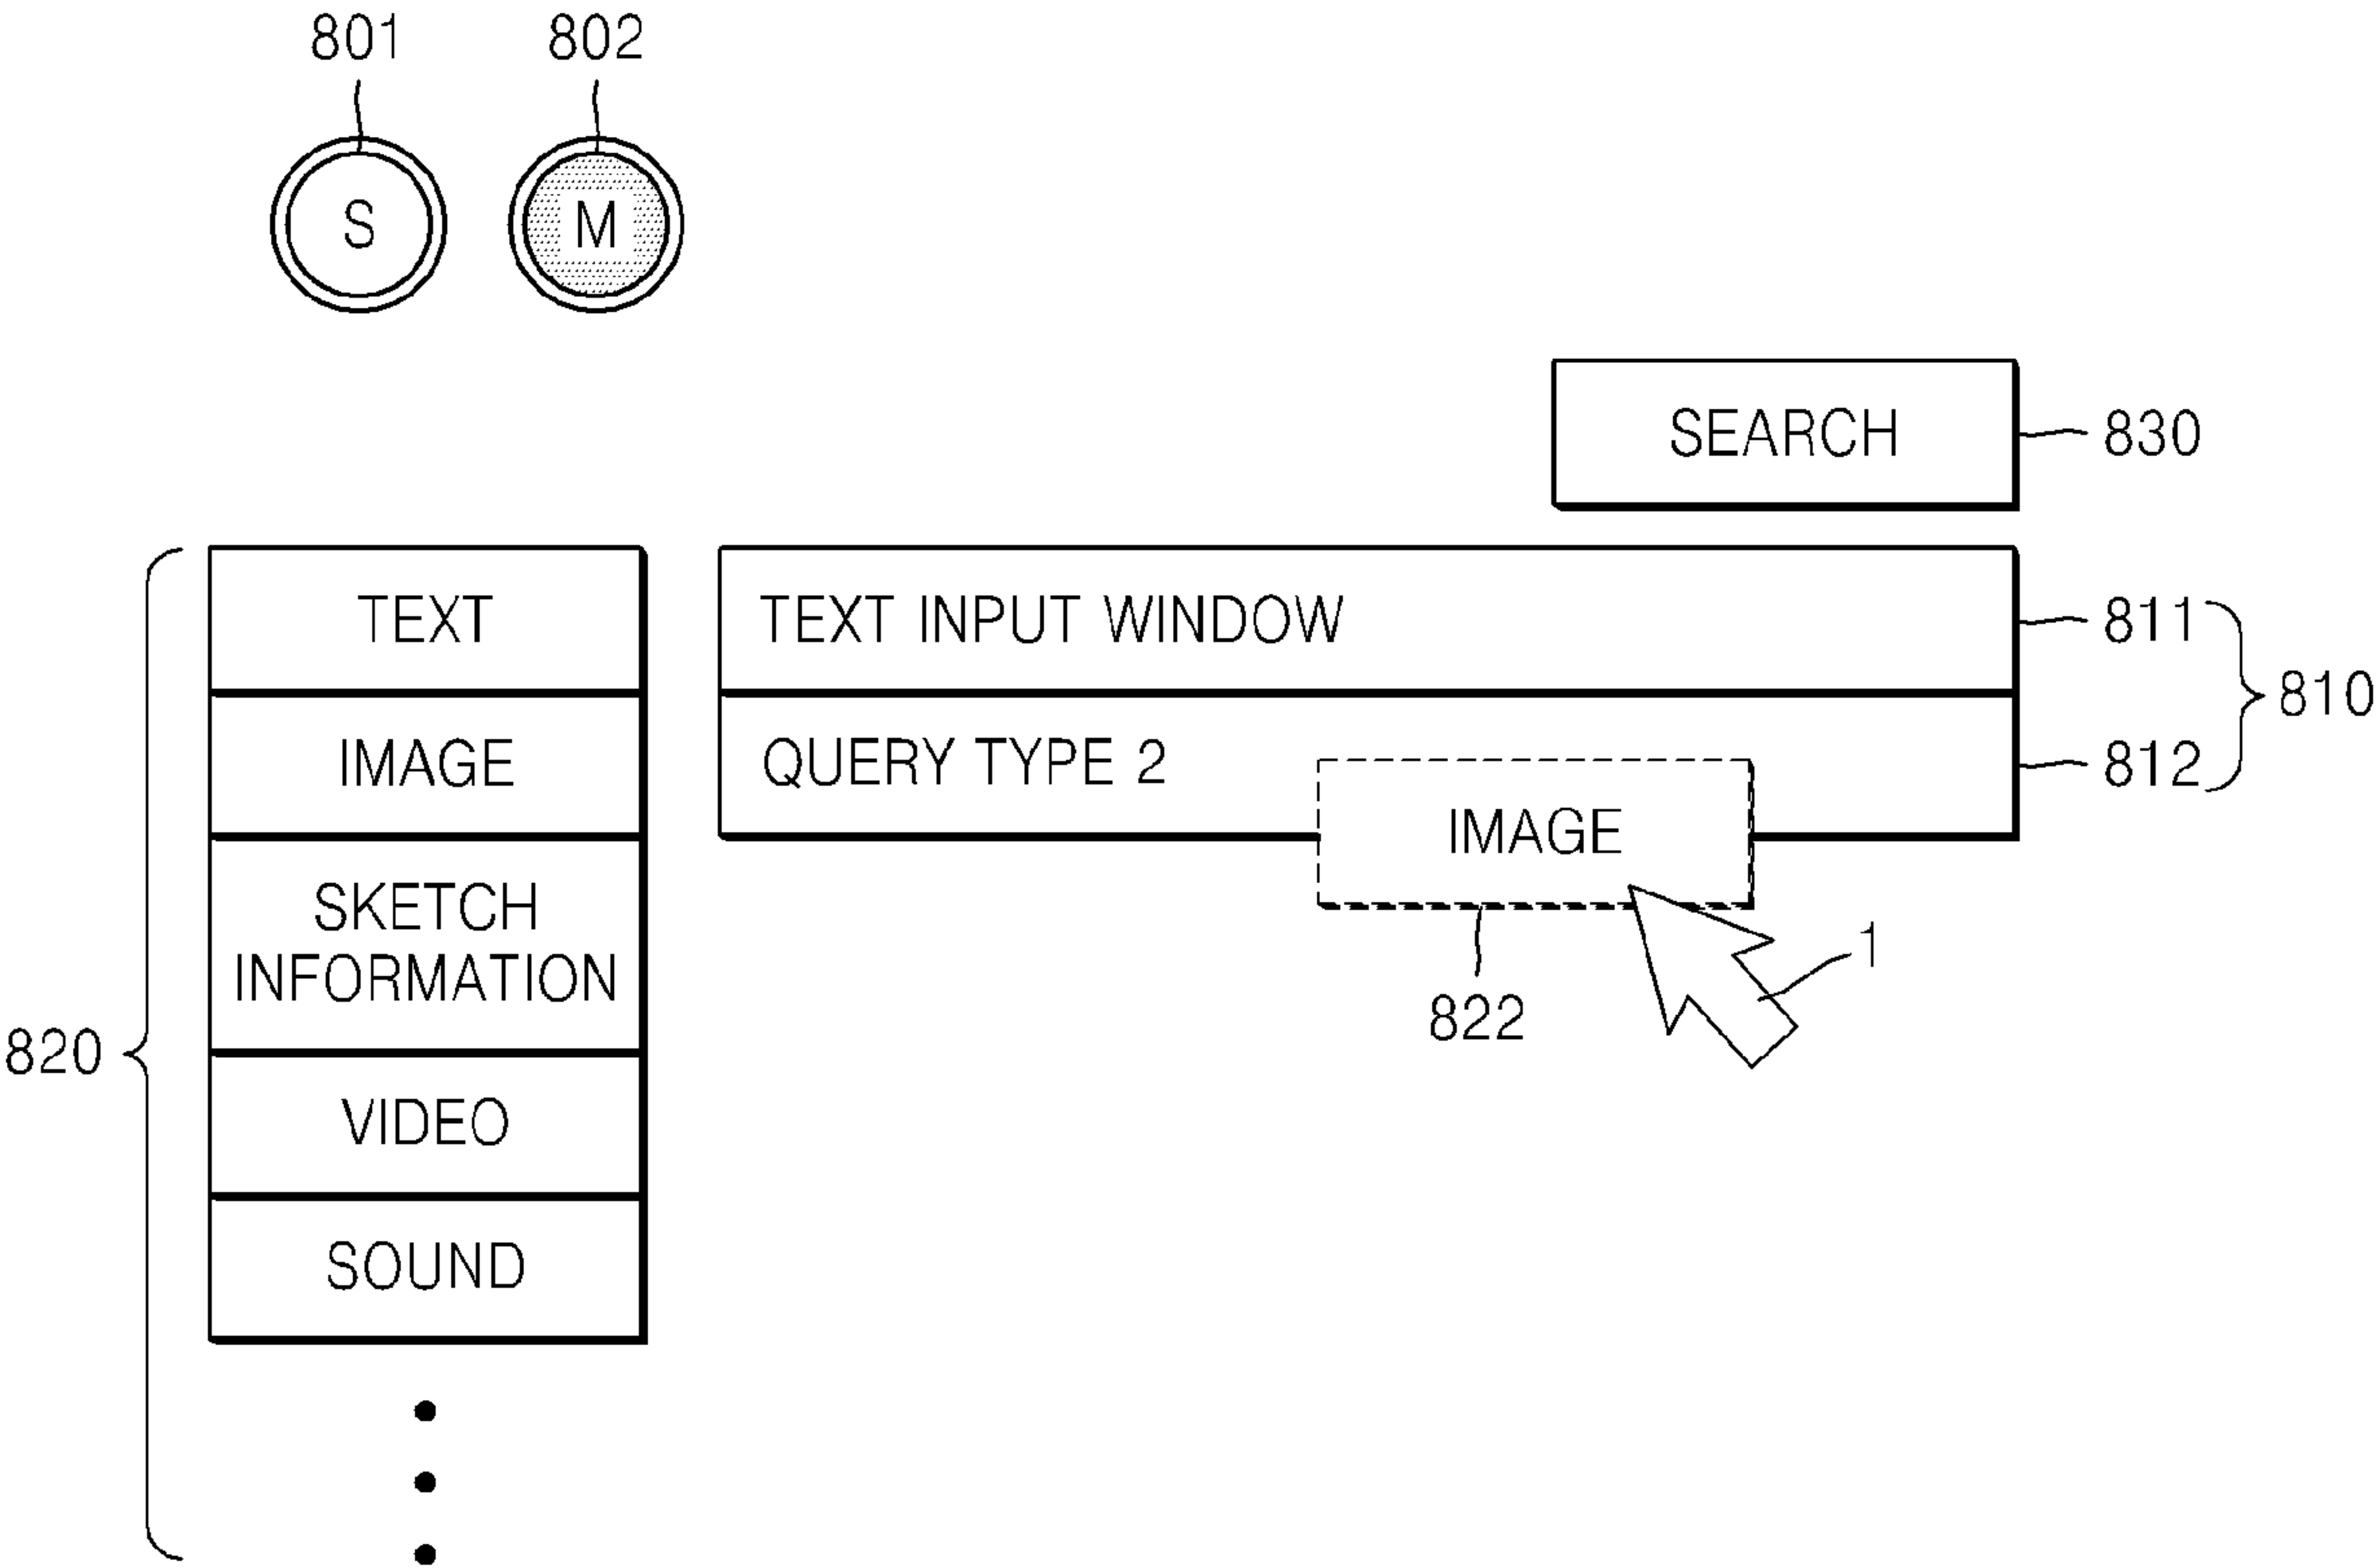 801
802
S
M
SEARCH
830
TEXT
TEXT INPUT WINDOW
811
810
IMAGE
QUERY TYPE 2
812
IMAGE
SKETCH
INFORMATION
1
822
820
VIDEO
SOUND